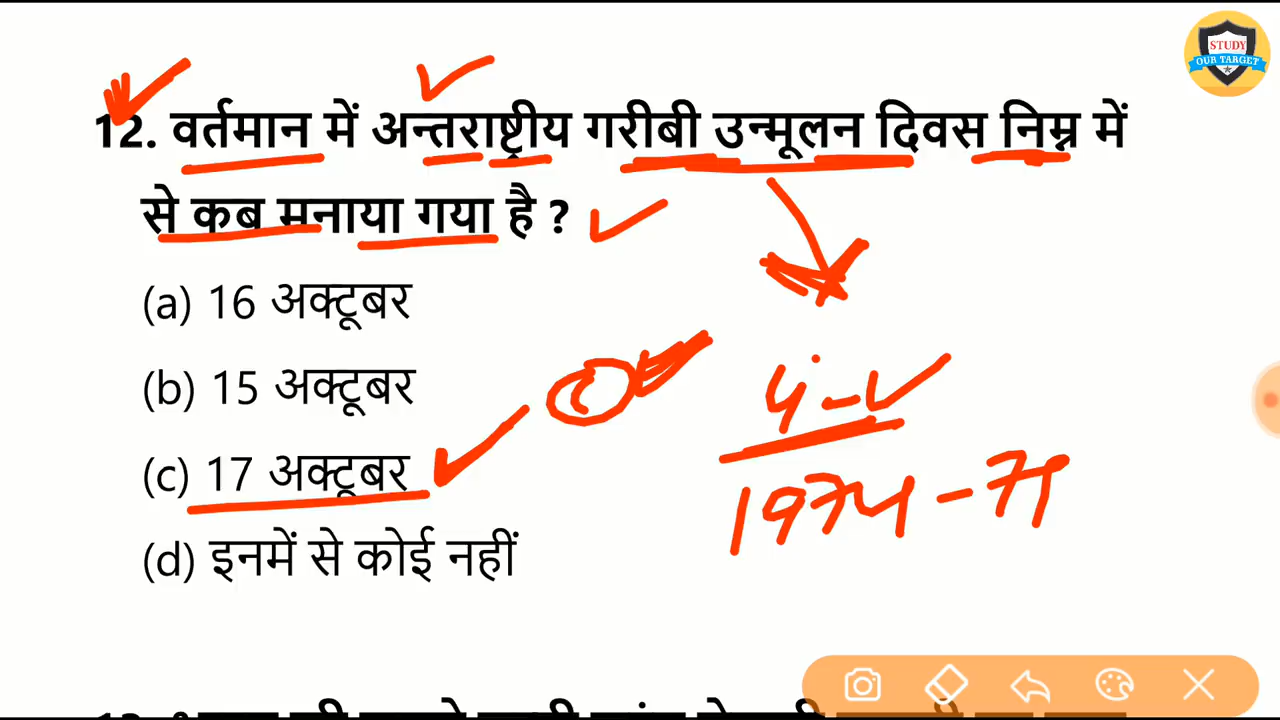 STUDY
OUR TARGET
12. वर्तमान में अन्तराष्ट्रीय गरीबी उन्मूलन दिवस निम्न में
से कब मनाया गया है ?
(a) 16 अक्टूबर
(b) 15 अक्टूबर
(c) 17 अक्टूबर
(d) इनमें से कोई नहीं